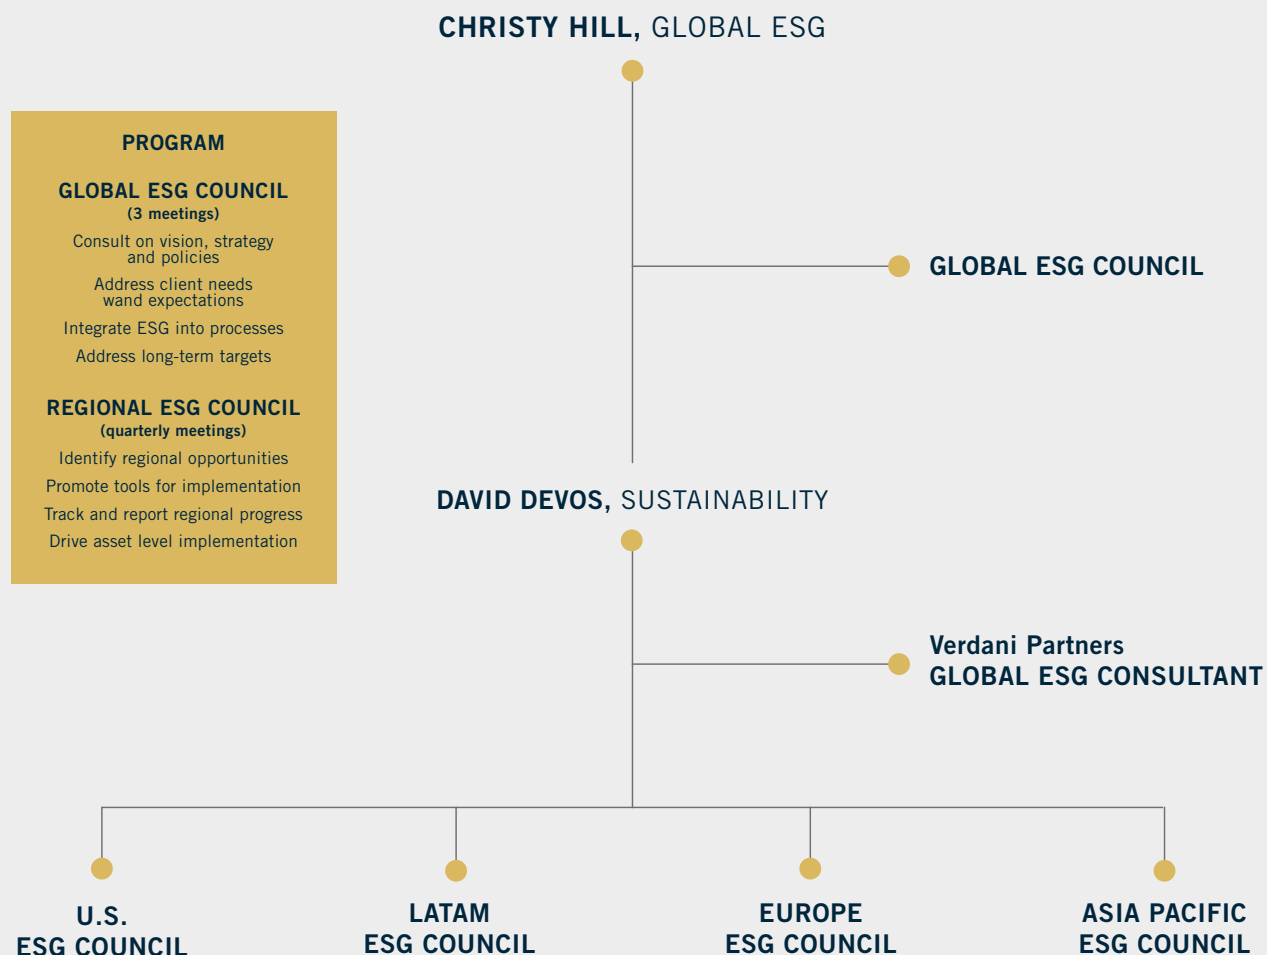 CHRISTY HILL, GLOBAL ESG
PROGRAM
GLOBAL ESG COUNCIL
(3 meetings)
Consult on vision, strategy
and policies
Address client needs
wand expectations
Integrate ESG into processes
Address long-term targets
REGIONAL ESG COUNCIL
(quarterly meetings)
Identify regional opportunities
Promote tools for implementation
Track and report regional progress
Drive asset level implementation
GLOBAL ESG COUNCIL
DAVID DEVOS, SUSTAINABILITY
Verdani Partners
GLOBAL ESG CONSULTANT
U.S.
ESG COUNCIL
LATAM
ESG COUNCIL
EUROPE
ESG COUNCIL
ASIA PACIFIC
ESG COUNCIL